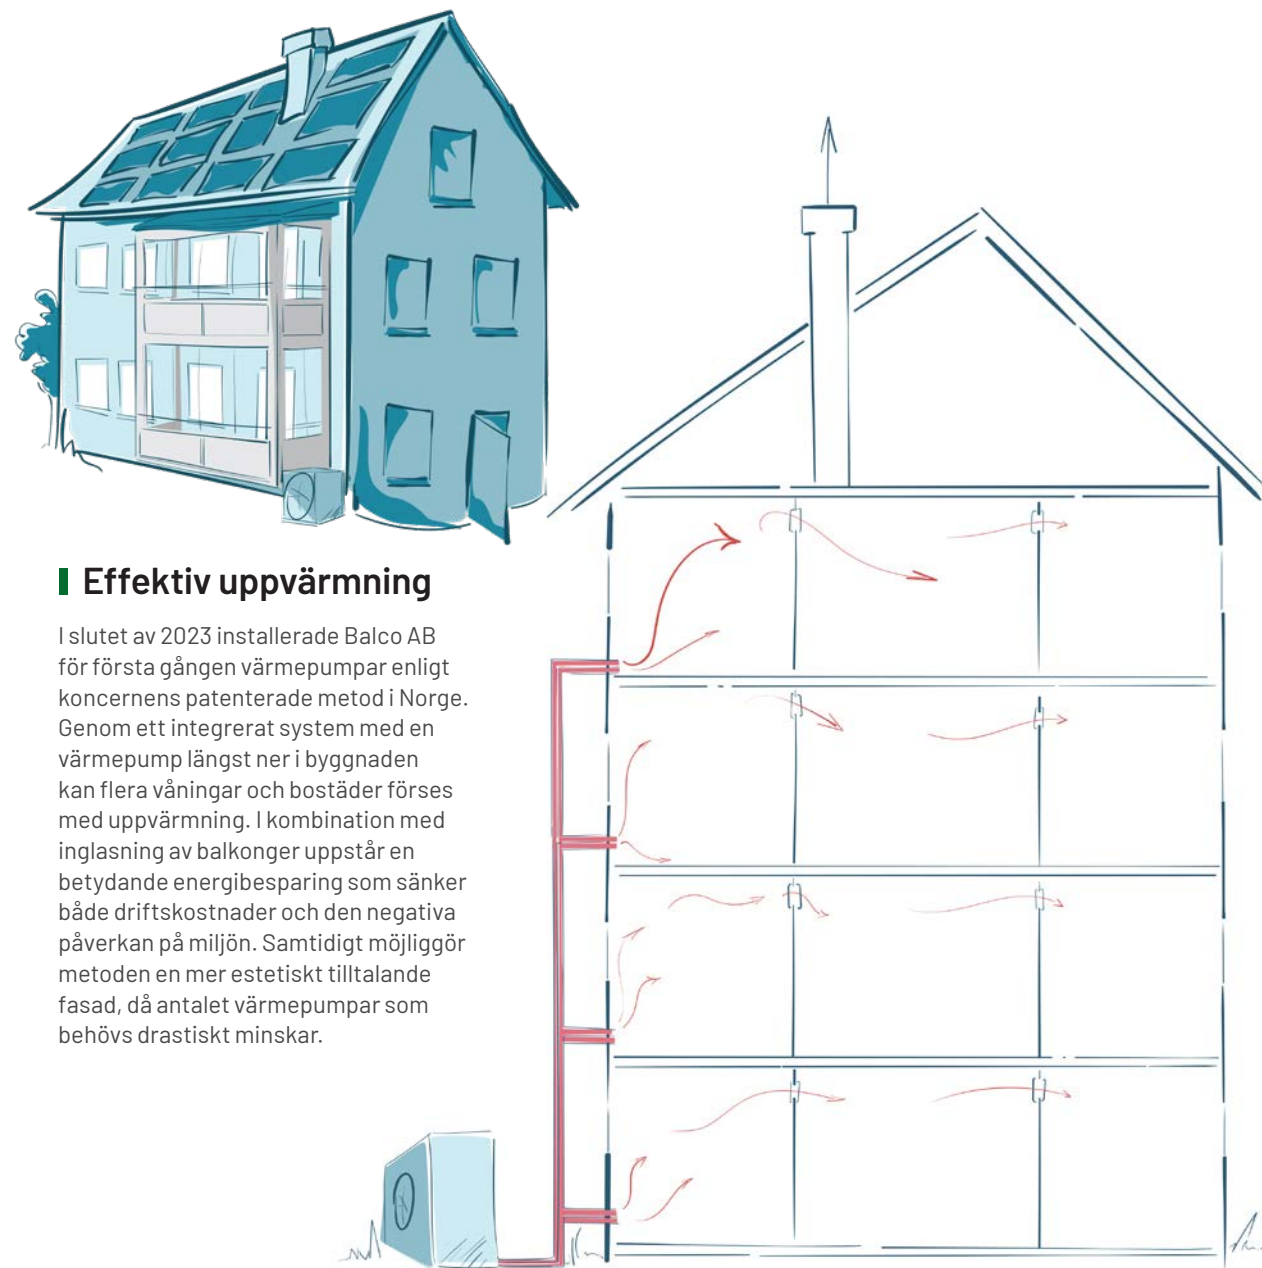 Effektiv uppvärmning
I slutet av 2023 installerade Balco AB
för första gången värmepumpar enligt
koncernens patenterade metod i Norge.
Genom ett integrerat system med en
värmepump längst ner i byggnaden
kan flera våningar och bostäder förses
med uppvärmning. I kombination med
inglasning av balkonger uppstår en
betydande energibesparing som sänker
både driftskostnader och den negativa
påverkan på miljön. Samtidigt möjliggör
metoden en mer estetiskt tilltalande
fasad, då antalet värmepumpar som
behövs drastiskt minskar.